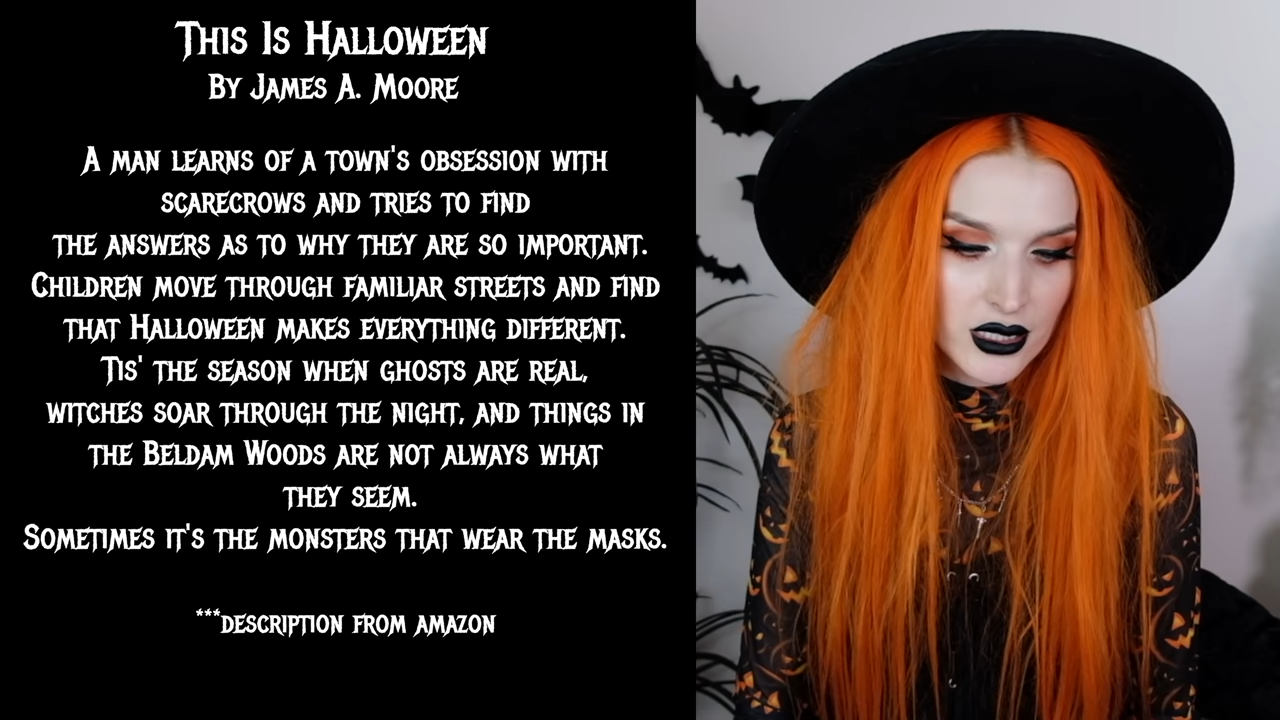 This Is Halloween
By James A. Moore
A man learns of a town's obsession with
scarecrows and tries to find
the answers as to why they are so important.
Children move through familiar streets and find
that Halloween makes everything different.
Tis' the season when ghosts are real,
witches soar through the night, and things in
the Beldam Woods are not always what
they seem.
Sometimes it's the monsters that wear the masks.
***description from amazon